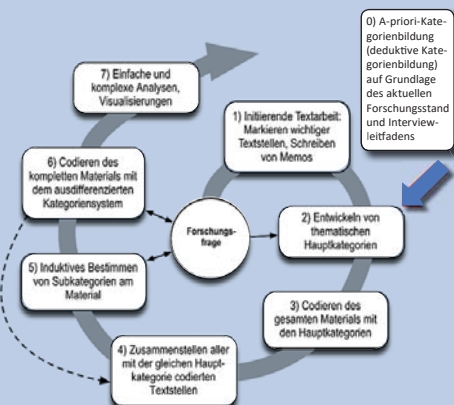 0) A-priori-Kate-
gorienbildung
(deduktive Kate-
gorienbildung)
auf Grundlage
des aktuellen
Forschungsstand
und Interview-
leitfadens
1) Initiierende Textarbeit:
Markieren wichtiger
Textstellen, Schreiben
von Memos
2) Entwickeln von
thematischen
Hauptkategorien
3) Codieren des
gesamten Materials mit
den Hauptkategorien
4) Zusammenstellen aller
mit der gleichen Haupt-
kategorie codierten
Textstellen
5) Induktives Bestimmen
von Subkategorien am
Material
6) Codieren des
kompletten Materials mit
dem ausdifferenzierten
Kategoriensystem
7) Einfache und
komplexe Analysen,
Visualisierungen
Forschungs-
frage